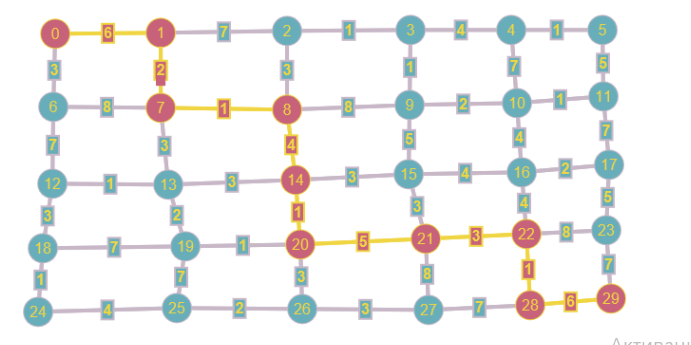 0 6 1 7 2 1 3 4 4 1 5
3 2 3 1 7 5
6 8 7 1 8 8 9 2 10 1 11
7 3 4 5 4 7
12 1 13 3 14 3 15 4 16 2 17
3 2 1 3 4 5
18 7 19 1 20 5 21 3 22 8 23
1 7 3 8 1 7
24 4 25 2 26 3 27 7 28 6 29